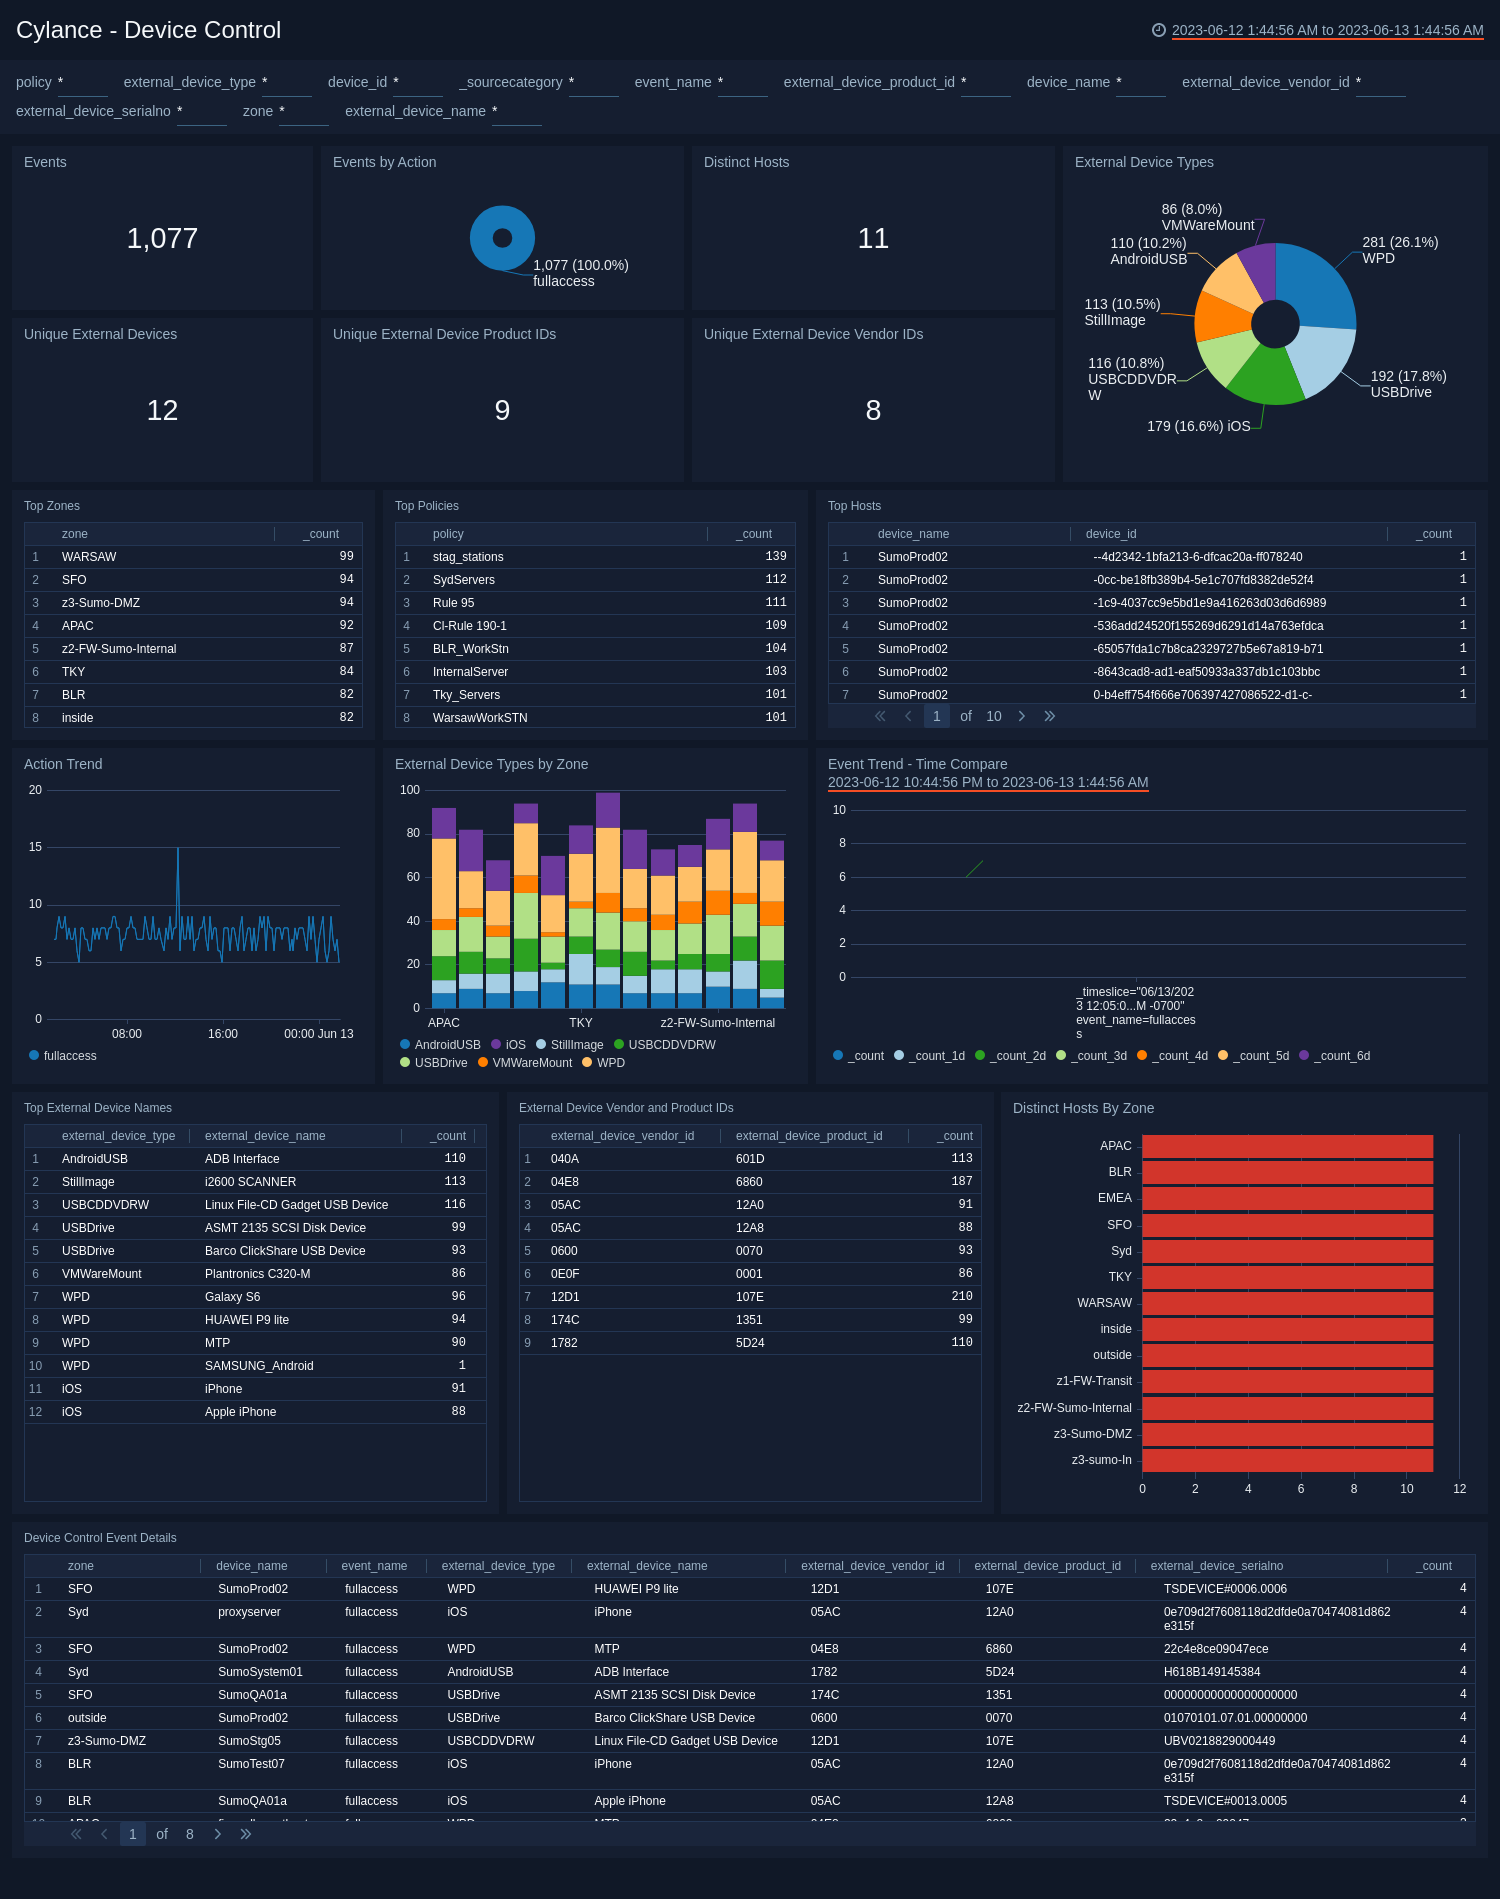 Cylance - Device Control
2023-06-12 1:44:56 AM to 2023-06-13 1:44:56 AM
policy * external_device_type * device_id * _sourcecategory * event_name * external_device_product_id * device_name * external_device_vendor_id *
external_device_serialno * zone * external_device_name *
Events
1,077
Events by Action
1,077 (100.0%)
fullaccess
Distinct Hosts
11
External Device Types
86 (8.0%)
VMWareMount
110 (10.2%)
AndroidUSB
113 (10.5%)
StillImage
116 (10.8%)
USBCDDVDR
W
179 (16.6%) iOS
281 (26.1%)
WPD
192 (17.8%)
USBDrive
Unique External Devices
12
Unique External Device Product IDs
9
Unique External Device Vendor IDs
8
Top Zones
zone _count
1 WARSAW 99
2 SFO 94
3 z3-Sumo-DMZ 94
4 APAC 92
5 z2-FW-Sumo-Internal 87
6 TKY 84
7 BLR 82
8 inside 82
Top Policies
policy _count
1 stag_stations 139
2 SydServers 112
3 Rule 95 111
4 Cl-Rule 190-1 109
5 BLR_WorkStn 104
6 InternalServer 103
7 Tky_Servers 101
8 WarsawWorkSTN 101
Top Hosts
device_name device_id _count
1 SumoProd02 --4d2342-1bfa213-6-dfcac20a-ff078240 1
2 SumoProd02 -0cc-be18fb389b4-5e1c707fd8382de52f4 1
3 SumoProd02 -1c9-4037cc9e5bd1e9a416263d03d6d6989 1
4 SumoProd02 -536add24520f155269d6291d14a763efdca 1
5 SumoProd02 -65057fda1c7b8ca2329727b5e67a819-b71 1
6 SumoProd02 -8643cad8-ad1-eaf50933a337db1c103bbc 1
7 SumoProd02 0-b4eff754f666e706397427086522-d1-c- 1
1 of 10
Action Trend
20
15
10
5
0
08:00 16:00 00:00 Jun 13
fullaccess
External Device Types by Zone
100
80
60
40
20
0
APAC TKY z2-FW-Sumo-Internal
AndroidUSB iOS StillImage USBCDDVDRW
USBDrive VMWareMount WPD
Event Trend - Time Compare
2023-06-12 10:44:56 PM to 2023-06-13 1:44:56 AM
10
8
6
4
2
0
_timeslice="06/13/202
3 12:05:0...M -0700"
event_name=fullacces
s
_count _count_1d _count_2d _count_3d _count_4d _count_5d _count_6d
Top External Device Names
external_device_type external_device_name _count
1 AndroidUSB ADB Interface 110
2 StillImage i2600 SCANNER 113
3 USBCDDVDRW Linux File-CD Gadget USB Device 116
4 USBDrive ASMT 2135 SCSI Disk Device 99
5 USBDrive Barco ClickShare USB Device 93
6 VMWareMount Plantronics C320-M 86
7 WPD Galaxy S6 96
8 WPD HUAWEI P9 lite 94
9 WPD MTP 90
10 WPD SAMSUNG_Android 1
11 iOS iPhone 91
12 iOS Apple iPhone 88
External Device Vendor and Product IDs
external_device_vendor_id external_device_product_id _count
1 040A 601D 113
2 04E8 6860 187
3 05AC 12A0 91
4 05AC 12A8 88
5 0600 0070 93
6 0E0F 0001 86
7 12D1 107E 210
8 174C 1351 99
9 1782 5D24 110
Distinct Hosts By Zone
APAC
BLR
EMEA
SFO
Syd
TKY
WARSAW
inside
outside
z1-FW-Transit
z2-FW-Sumo-Internal
z3-Sumo-DMZ
z3-sumo-In
0 2 4 6 8 10 12
Device Control Event Details
zone device_name event_name external_device_type external_device_name external_device_vendor_id external_device_product_id external_device_serialno _count
1 SFO SumoProd02 fullaccess WPD HUAWEI P9 lite 12D1 107E TSDEVICE#0006.0006 4
2 Syd proxyserver fullaccess iOS iPhone 05AC 12A0 0e709d2f7608118d2dfde0a70474081d862 4
e315f
3 SFO SumoProd02 fullaccess WPD MTP 04E8 6860 22c4e8ce09047ece 4
4 Syd SumoSystem01 fullaccess AndroidUSB ADB Interface 1782 5D24 H618B149145384 4
5 SFO SumoQA01a fullaccess USBDrive ASMT 2135 SCSI Disk Device 174C 1351 00000000000000000000 4
6 outside SumoProd02 fullaccess USBDrive Barco ClickShare USB Device 0600 0070 01070101.07.01.00000000 4
7 z3-Sumo-DMZ SumoStg05 fullaccess USBCDDVDRW Linux File-CD Gadget USB Device 12D1 107E UBV0218829000449 4
8 BLR SumoTest07 fullaccess iOS iPhone 05AC 12A0 0e709d2f7608118d2dfde0a70474081d862 4
e315f
9 BLR SumoQA01a fullaccess iOS Apple iPhone 05AC 12A8 TSDEVICE#0013.0005 4
1 of 8